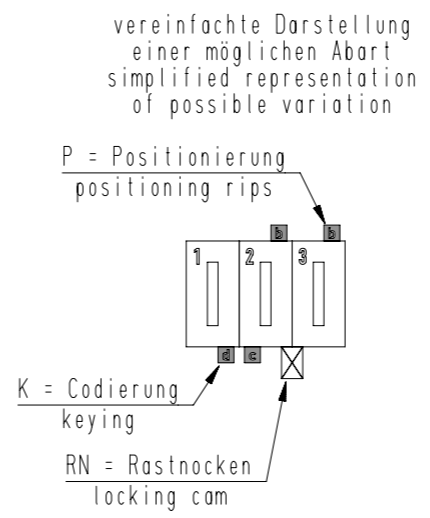 vereinfachte Darstellung
einer möglichen Abart
simplified representation
of possible variation
P = Positionierung
positioning rips
1 2 3
d c
K = Codierung
keying
RN = Rastnocken
locking cam